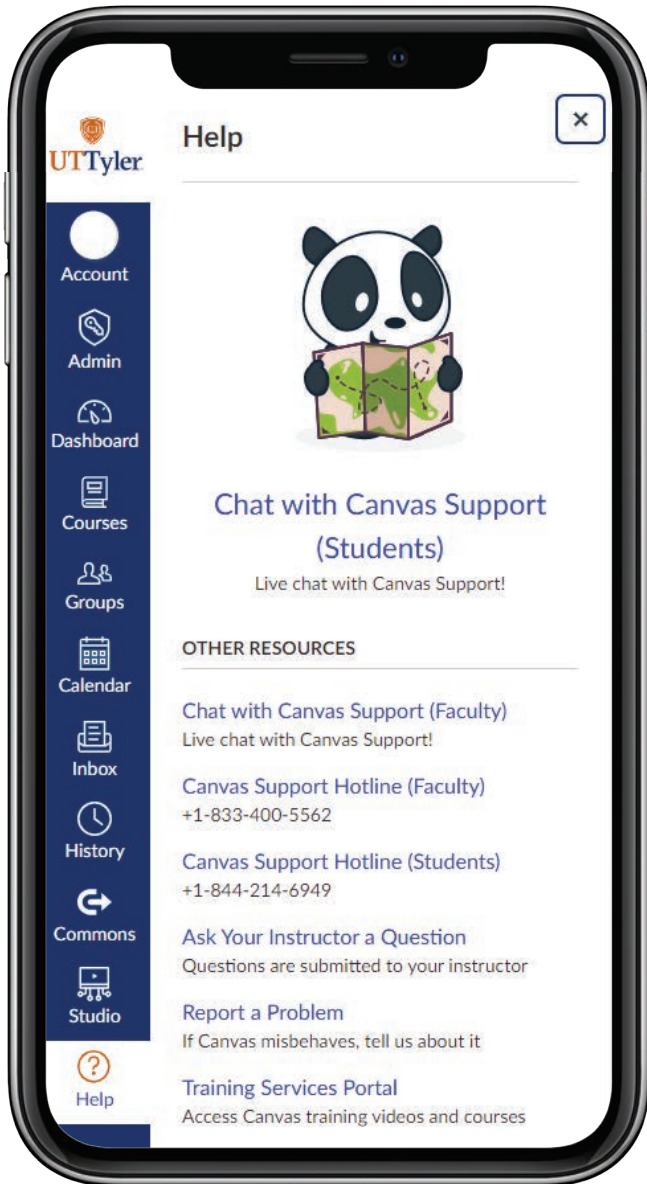 UTTyler
Account
Admin
Dashboard
Courses
Groups
Calendar
Inbox
History
Commons
Studio
Help
Help
×
Chat with Canvas Support
(Students)
Live chat with Canvas Support!
OTHER RESOURCES
Chat with Canvas Support (Faculty)
Live chat with Canvas Support!
Canvas Support Hotline (Faculty)
+1-833-400-5562
Canvas Support Hotline (Students)
+1-844-214-6949
Ask Your Instructor a Question
Questions are submitted to your instructor
Report a Problem
If Canvas misbehaves, tell us about it
Training Services Portal
Access Canvas training videos and courses